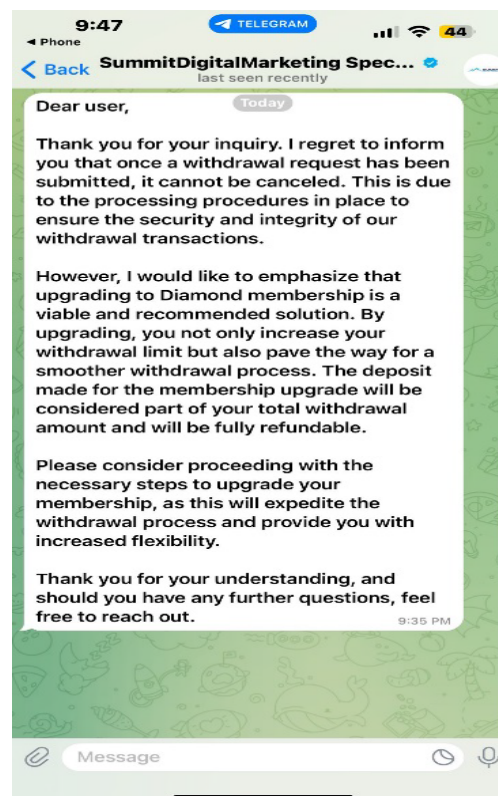 9:47
TELEGRAM
44
Phone
Back
SummitDigitalMarketing Spec...
last seen recently
Today
Dear user,
Thank you for your inquiry. I regret to inform
you that once a withdrawal request has been
submitted, it cannot be canceled. This is due
to the processing procedures in place to
ensure the security and integrity of our
withdrawal transactions.
However, I would like to emphasize that
upgrading to Diamond membership is a
viable and recommended solution. By
upgrading, you not only increase your
withdrawal limit but also pave the way for a
smoother withdrawal process. The deposit
made for the membership upgrade will be
considered part of your total withdrawal
amount and will be fully refundable.
Please consider proceeding with the
necessary steps to upgrade your
membership, as this will expedite the
withdrawal process and provide you with
increased flexibility.
Thank you for your understanding, and
should you have any further questions, feel
free to reach out.
9:35 PM
Message